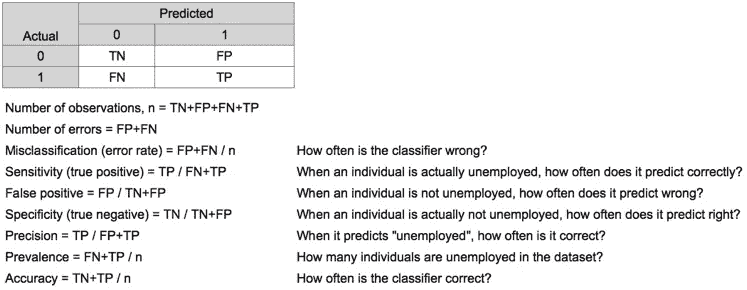 Predicted
Actual 0 1
0 TN FP
1 FN TP
Number of observations, n = TN+FP+FN+TP
Number of errors = FP+FN
Misclassification (error rate) = FP+FN / n How often is the classifier wrong?
Sensitivity (true positive) = TP / FN+TP When an individual is actually unemployed, how often does it predict correctly?
False positive = FP / TN+FP When an individual is not unemployed, how often does it predict wrong?
Specificity (true negative) = TN / TN+FP When an individual is actually not unemployed, how often does it predict right?
Precision = TP / FP+TP When it predicts "unemployed", how often is it correct?
Prevalence = FN+TP / n How many individuals are unemployed in the dataset?
Accuracy = TN+TP / n How often is the classifier correct?